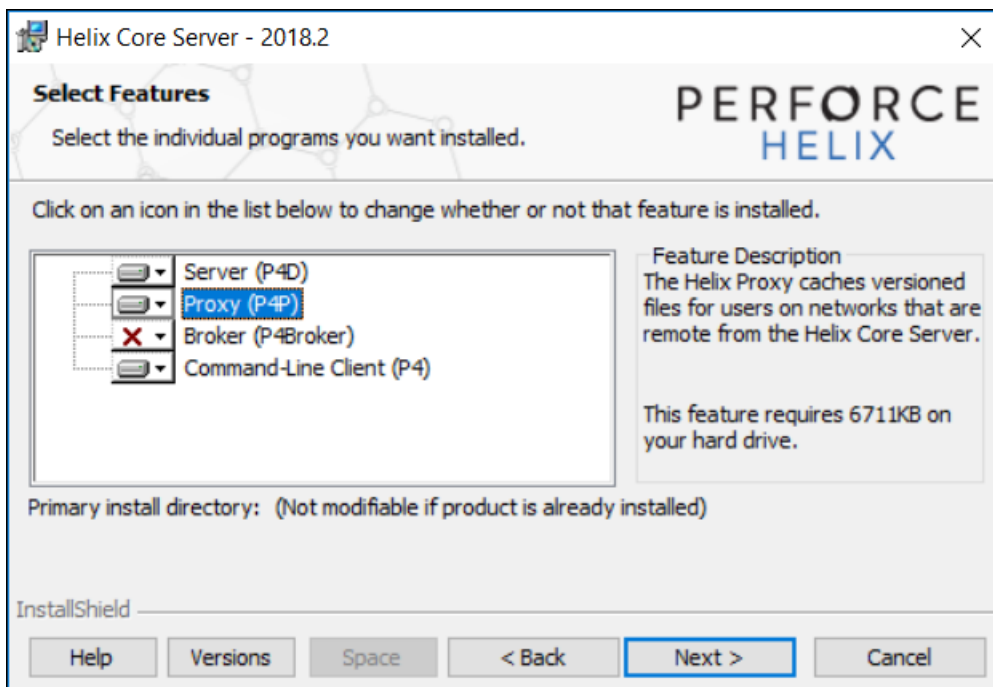 Helix Core Server - 2018.2
Select Features
Select the individual programs you want installed.
PERFORCE
HELIX
Click on an icon in the list below to change whether or not that feature is installed.
Server (P4D)
Proxy (P4P)
Broker (P4Broker)
Command-Line Client (P4)
Feature Description
The Helix Proxy caches versioned
files for users on networks that are
remote from the Helix Core Server.
This feature requires 6711KB on
your hard drive.
Primary install directory: (Not modifiable if product is already installed)
InstallShield
Help
Versions
Space
< Back
Next >
Cancel